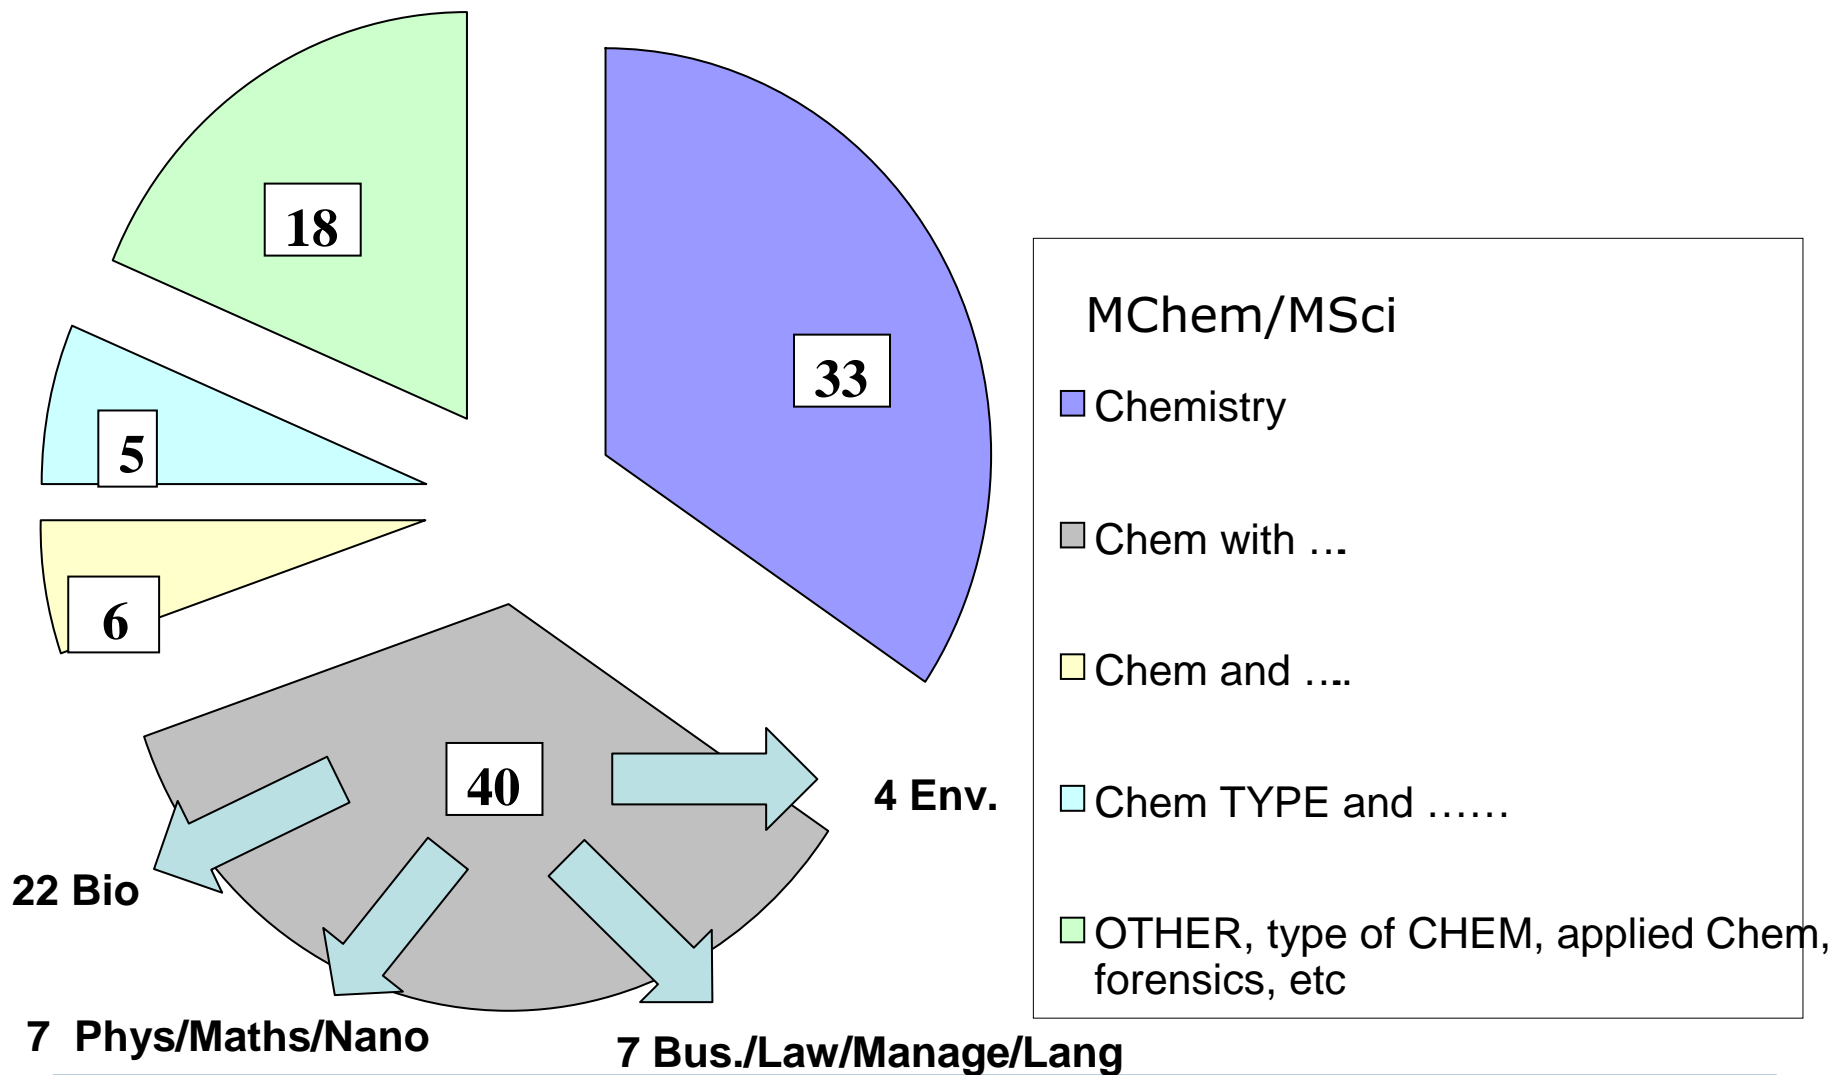 18
33
5
6
40
4 Env.
22 Bio
7 Phys/Maths/Nano
7 Bus./Law/Manage/Lang
MChem/MSci
Chemistry
Chem with ….
Chem and …..
Chem TYPE and ……
OTHER, type of CHEM, applied Chem,
forensics, etc